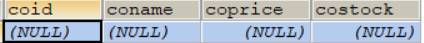 coid coname coprice costock
(NULL) (NULL) (NULL) (NULL)